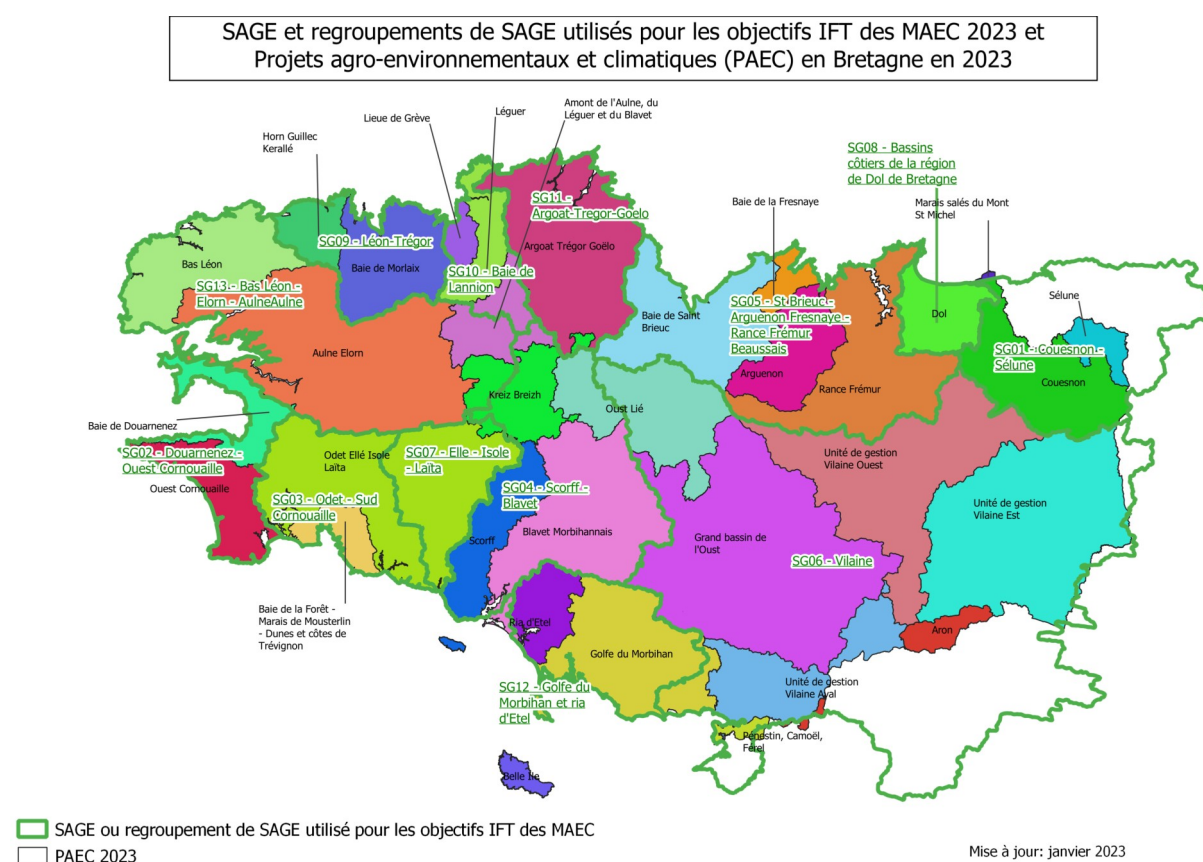 SAGE et regroupements de SAGE utilisés pour les objectifs IFT des MAEC 2023 et
Projets agro-environnementaux et climatiques (PAEC) en Bretagne en 2023
Lieue de Grève
Léguer
Amont de l'Aulne, du
Léguer et du Blavet
Horn Guillec
Kerallé
SG08 - Bassins
côtiers de la région
de Dol de Bretagne
Baie de la Fresnaye
Marais salés du Mont
St Michel
SG11 -
Argoat-Tregor-Goëlo
SG09 - Léon-Trégor
Argoat Trégor Goëlo
Bas Léon
Baie de Morlaix
SG10 - Baie de
Lannion
SG13 - Bas Léon -
Elorn - AulneAulne
Sélune
SG05 - St Brieuc -
Arguenon Fresnaye -
Rance Frémur
Beaussais
Baie de Saint
Brieuc
Dol
SG01 - Couesnon -
Sélune
Aulne Elorn
Arguenon
Rance Frémur
Couesnon
Kreiz Breizh
Oust Lié
Baie de Douarnenez
SG02 - Douarnenez -
Ouest Cornouaille
Odet Ellé Isole
Laïta
SG07 - Elle - Isole
- Laïta
Unité de gestion
Vilaine Ouest
Ouest Cornouaille
SG03 - Odet - Sud
Cornouaille
SG04 - Scorff -
Blavet
Unité de gestion
Vilaine Est
Scorff
Blavet Morbihannais
Grand bassin de
l'Oust
SG06 - Vilaine
Baie de la Forêt -
Marais de Mousterlin
- Dunes et côtes de
Trévignon
Ria d'Etel
Aron
Golfe du Morbihan
SG12 - Golfe du
Morbihan et ria
d'Etel
Unité de gestion
Vilaine Aval
Pénestin, Camoël,
Férel
Belle Ile
SAGE ou regroupement de SAGE utilisé pour les objectifs IFT des MAEC
PAEC 2023
Mise à jour: janvier 2023